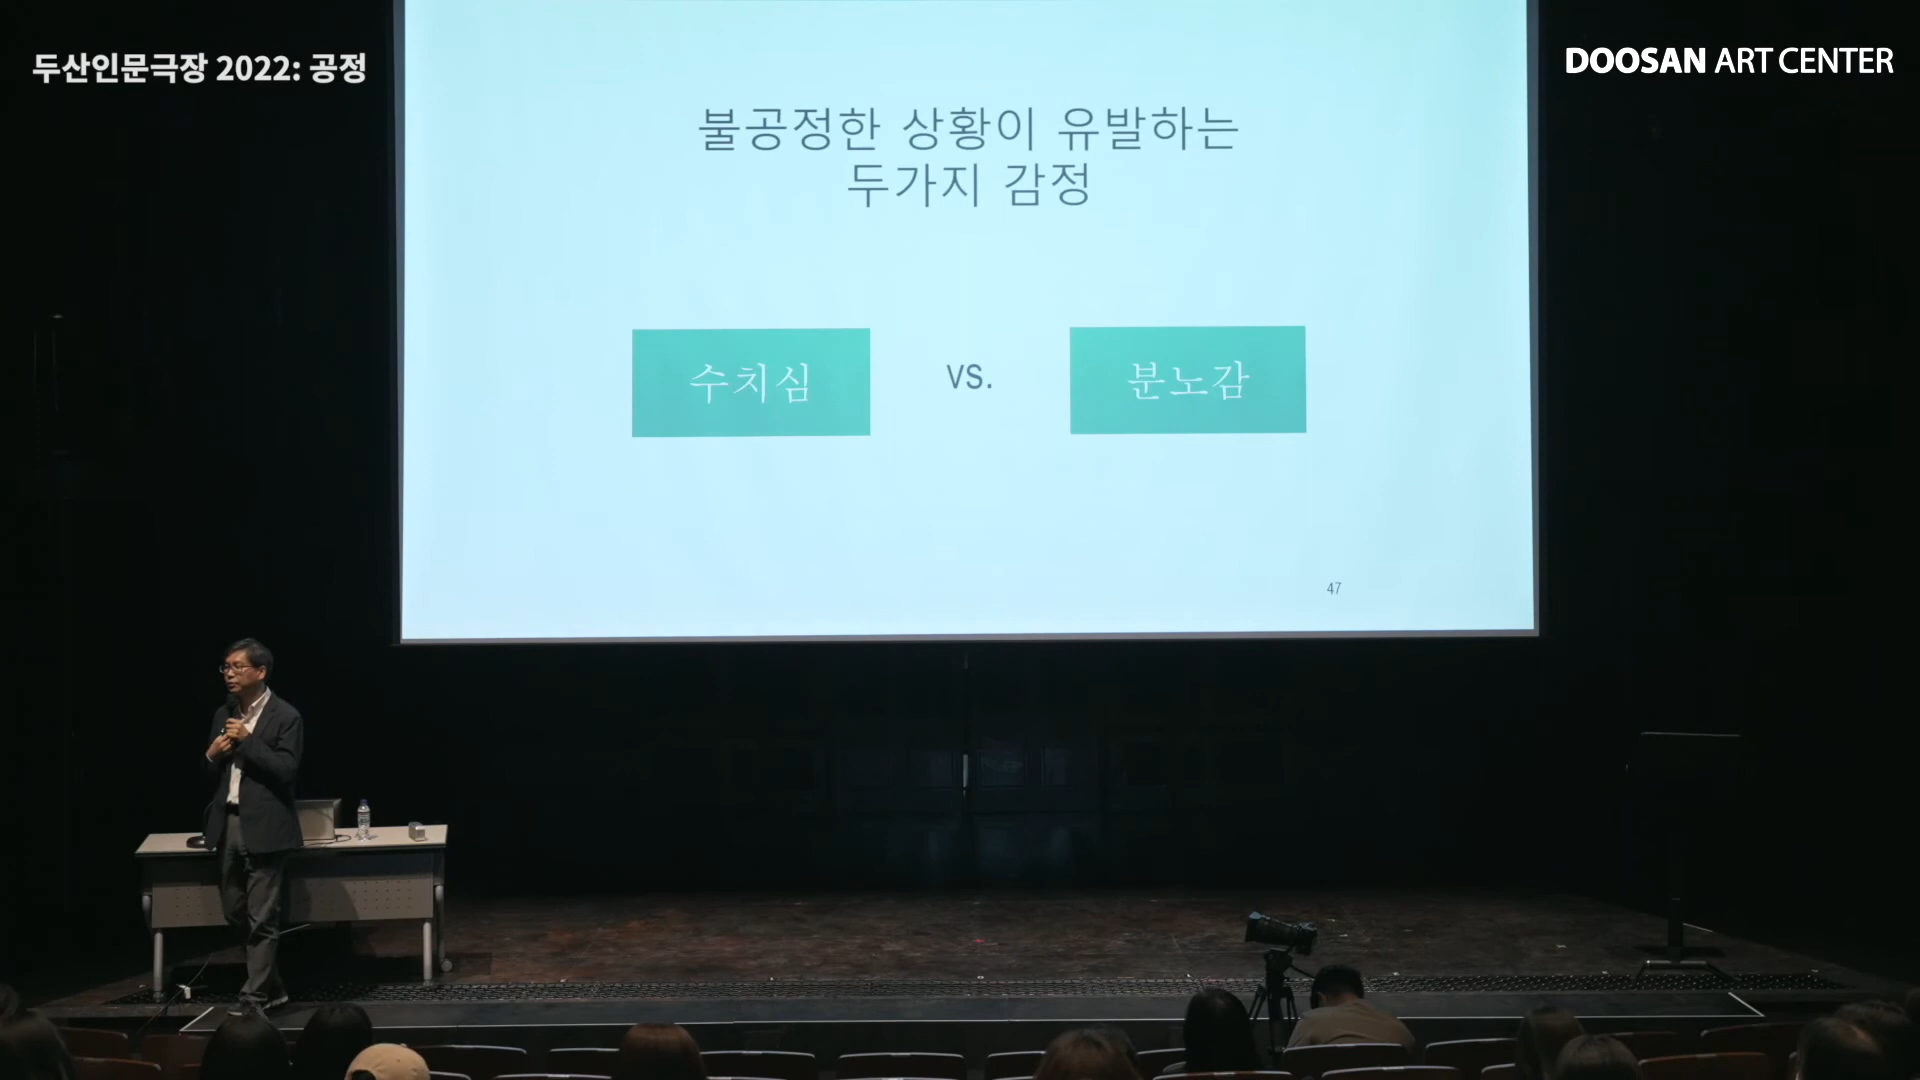 두산인문극장 2022: 공정
DOOSAN ART CENTER
불공정한 상황이 유발하는
두가지 감정
수치심
vs.
분노감
47